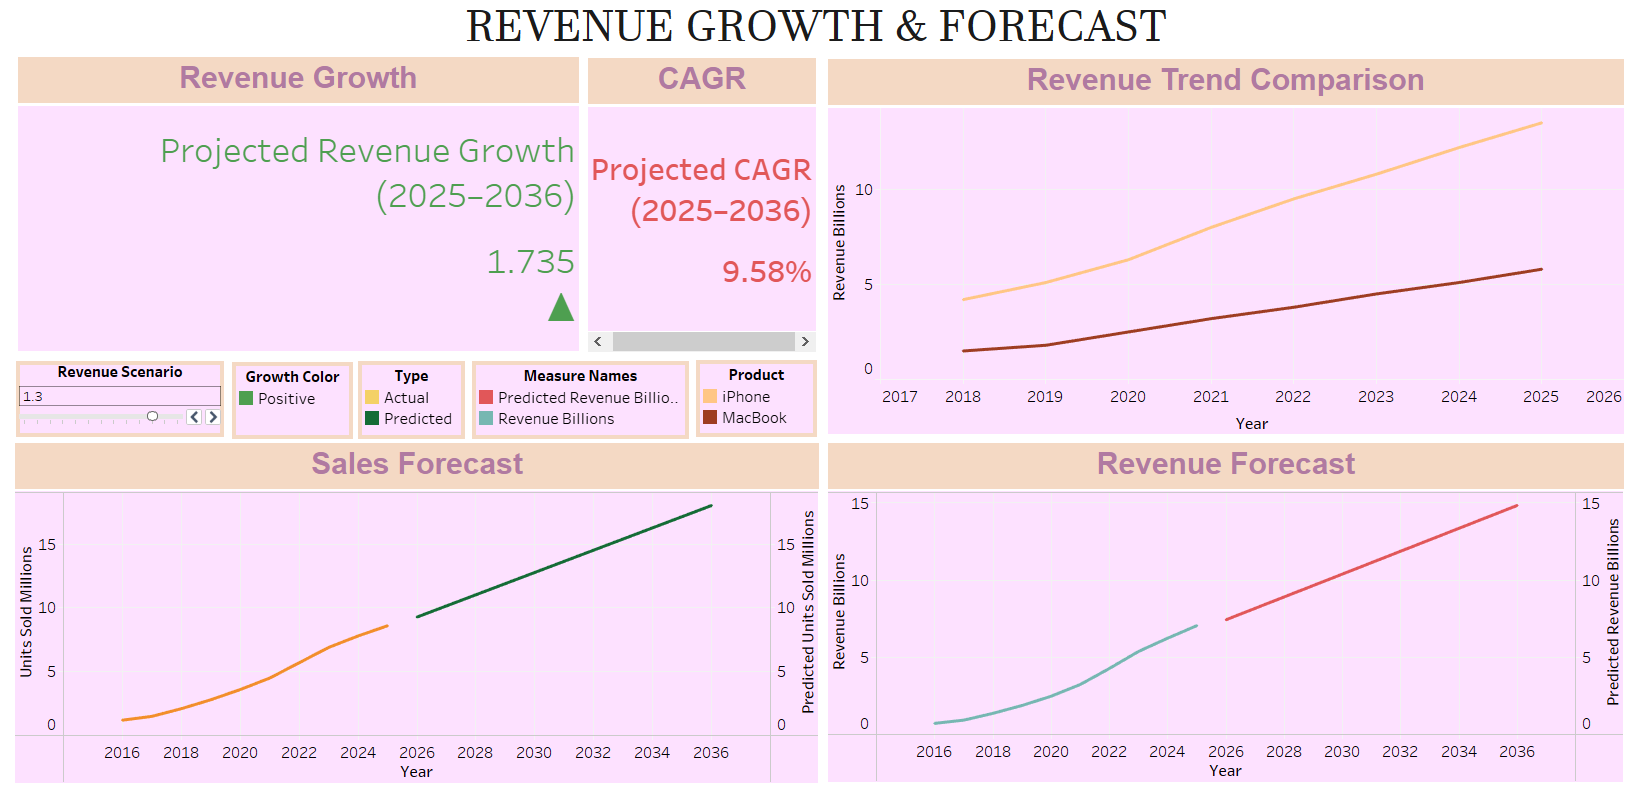 REVENUE GROWTH & FORECAST
Revenue Growth
Projected Revenue Growth
(2025–2036)
1.735
CAGR
Projected CAGR
(2025–2036)
9.58%
Revenue Trend Comparison
Revenue Billions
10
5
0
2017 2018 2019 2020 2021 2022 2023 2024 2025 2026
Year
Revenue Scenario
1.3
Growth Color
Positive
Type
Actual
Predicted
Measure Names
Predicted Revenue Billio..
Revenue Billions
Product
iPhone
MacBook
Sales Forecast
Units Sold Millions
15
10
5
0
15
10
5
0
Predicted Units Sold Millions
2016 2018 2020 2022 2024 2026 2028 2030 2032 2034 2036
Year
Revenue Forecast
Revenue Billions
15
10
5
0
15
10
5
0
Predicted Revenue Billions
2016 2018 2020 2022 2024 2026 2028 2030 2032 2034 2036
Year